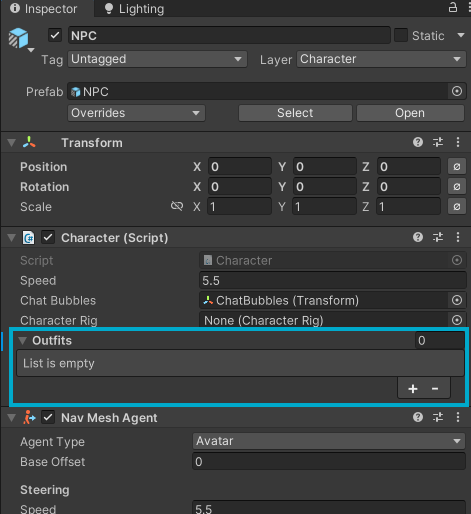 Inspector Lighting
NPC Static
Tag Untagged Layer Character
Prefab NPC
Overrides Select Open
Transform
Position X 0 Y 0 Z 0
Rotation X 0 Y 0 Z 0
Scale X 1 Y 1 Z 1
Character (Script)
Script Character
Speed 5.5
Chat Bubbles ChatBubbles (Transform)
Character Rig None (Character Rig)
Outfits 0
List is empty
+ -
Nav Mesh Agent
Agent Type Avatar
Base Offset 0
Steering
Speed 5.5